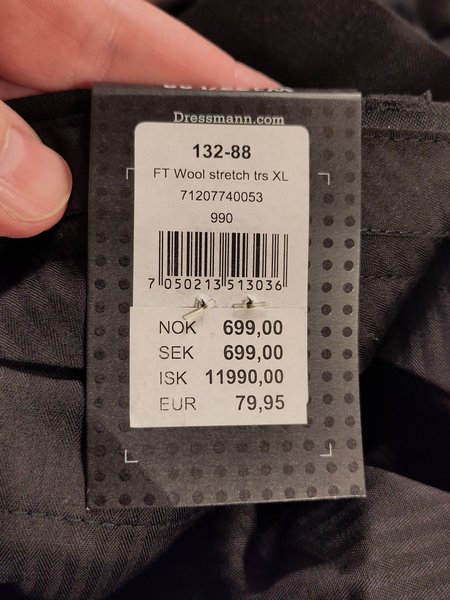 Dressmann.com
132-88
FT Wool stretch trs XL
71207740053
990
7 050213 513036
NOK 699,00
SEK 699,00
ISK 11990,00
EUR 79,95